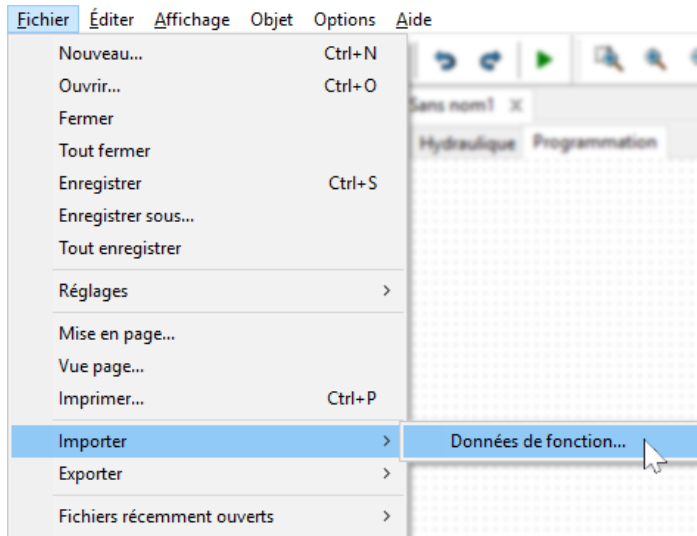 Fichier Éditer Affichage Objet Options Aide
Nouveau... Ctrl+N
Ouvrir... Ctrl+O
Fermer
Sans nom1
Tout fermer
Hydraulique Programmation
Enregistrer Ctrl+S
Enregistrer sous...
Tout enregistrer
Réglages
Mise en page...
Vue page...
Imprimer... Ctrl+P
Importer
Données de fonction...
Exporter
Fichiers récemment ouverts